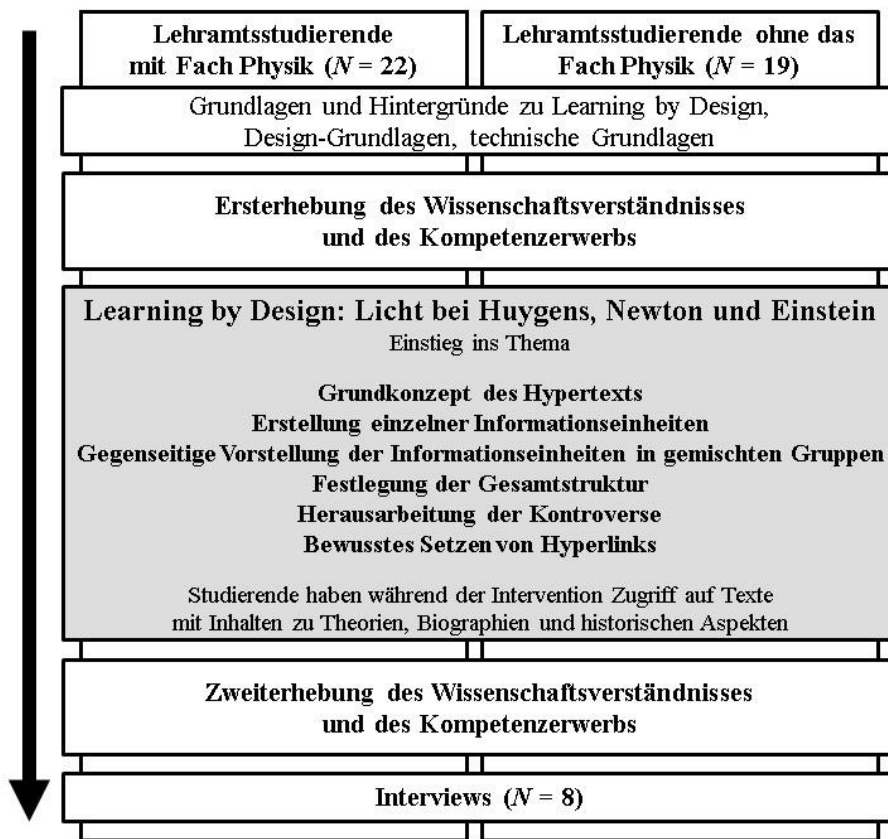 Lehramtsstudierende
mit Fach Physik (N = 22)
Lehramtsstudierende ohne das
Fach Physik (N = 19)
Grundlagen und Hintergründe zu Learning by Design,
Design-Grundlagen, technische Grundlagen
Ersterhebung des Wissenschaftsverständnisses
und des Kompetenzerwerbs
Learning by Design: Licht bei Huygens, Newton und Einstein
Einstieg ins Thema
Grundkonzept des Hypertexts
Erstellung einzelner Informationseinheiten
Gegenseitige Vorstellung der Informationseinheiten in gemischten Gruppen
Festlegung der Gesamtstruktur
Herausarbeitung der Kontroverse
Bewusstes Setzen von Hyperlinks
Studierende haben während der Intervention Zugriff auf Texte
mit Inhalten zu Theorien, Biographien und historischen Aspekten
Zweiterhebung des Wissenschaftsverständnisses
und des Kompetenzerwerbs
Interviews (N = 8)